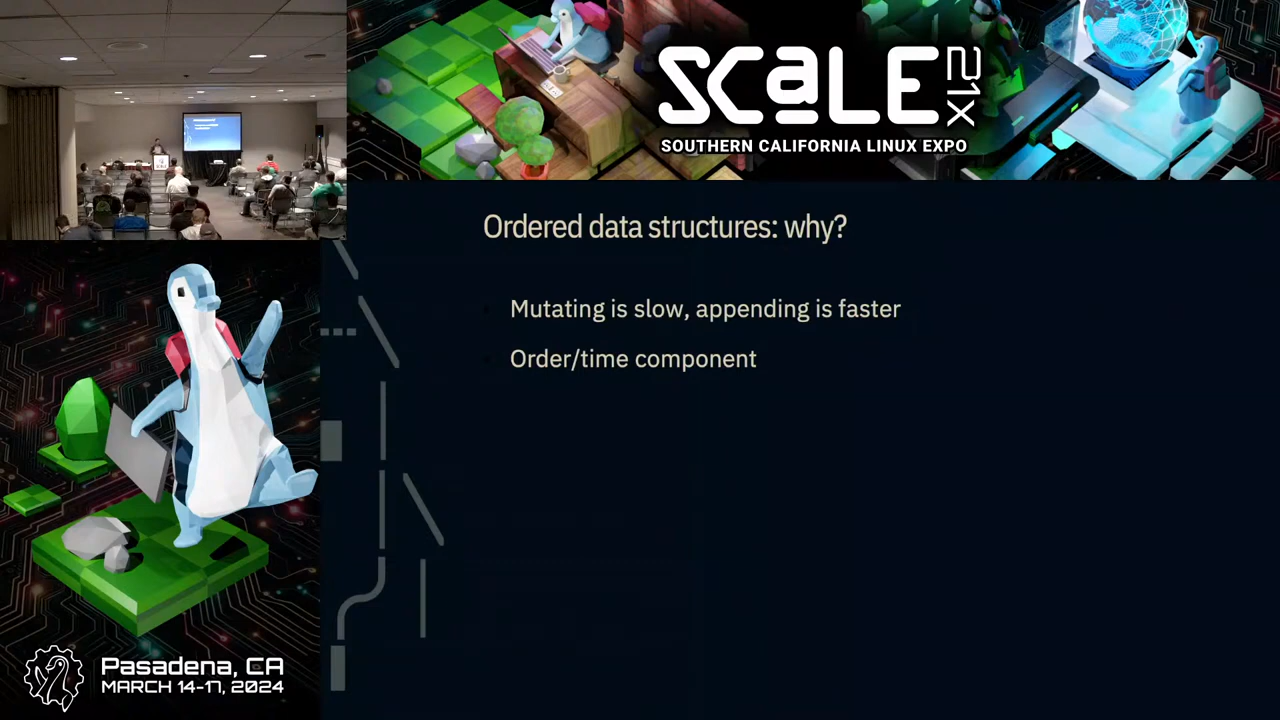 SCaLE 21X
SOUTHERN CALIFORNIA LINUX EXPO
Ordered data structures: why?
Mutating is slow, appending is faster
Order/time component
Pasadena, CA
MARCH 14-17, 2024